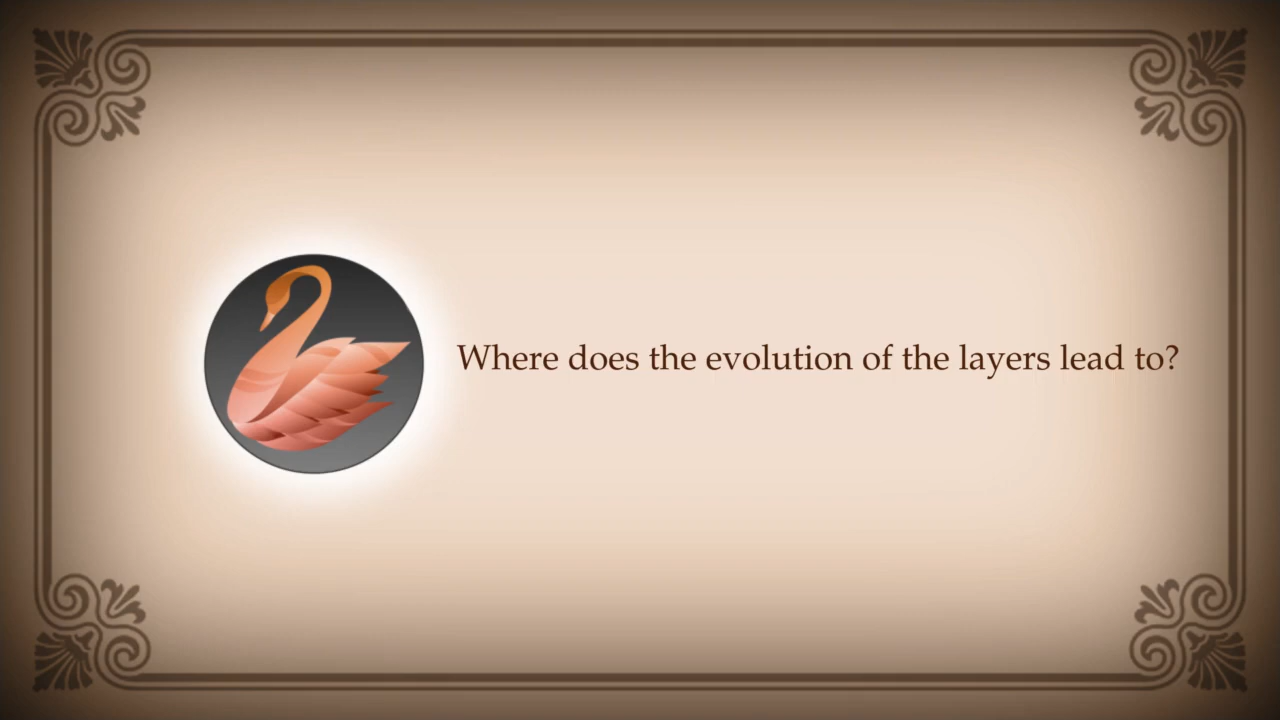 Where does the evolution of the layers lead to?